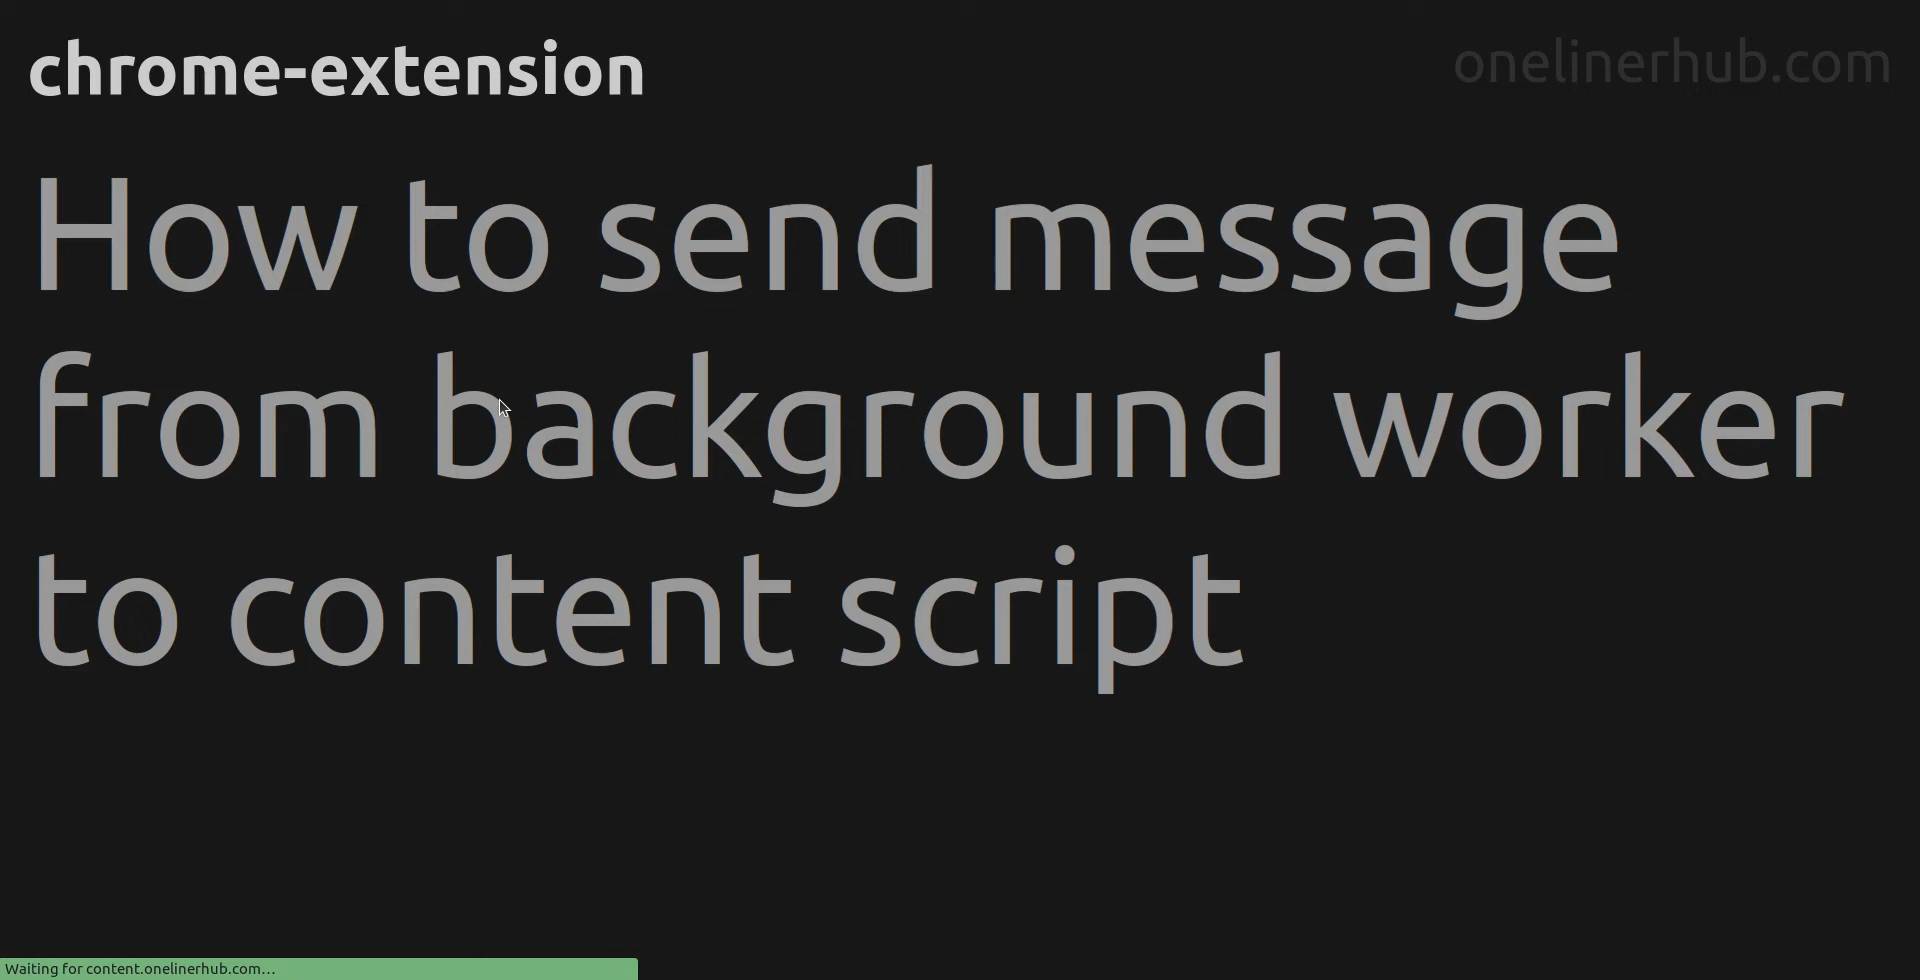 chrome-extension
onelinerhub.com
How to send message
from background worker
to content script
Waiting for content.onelinerhub.com…